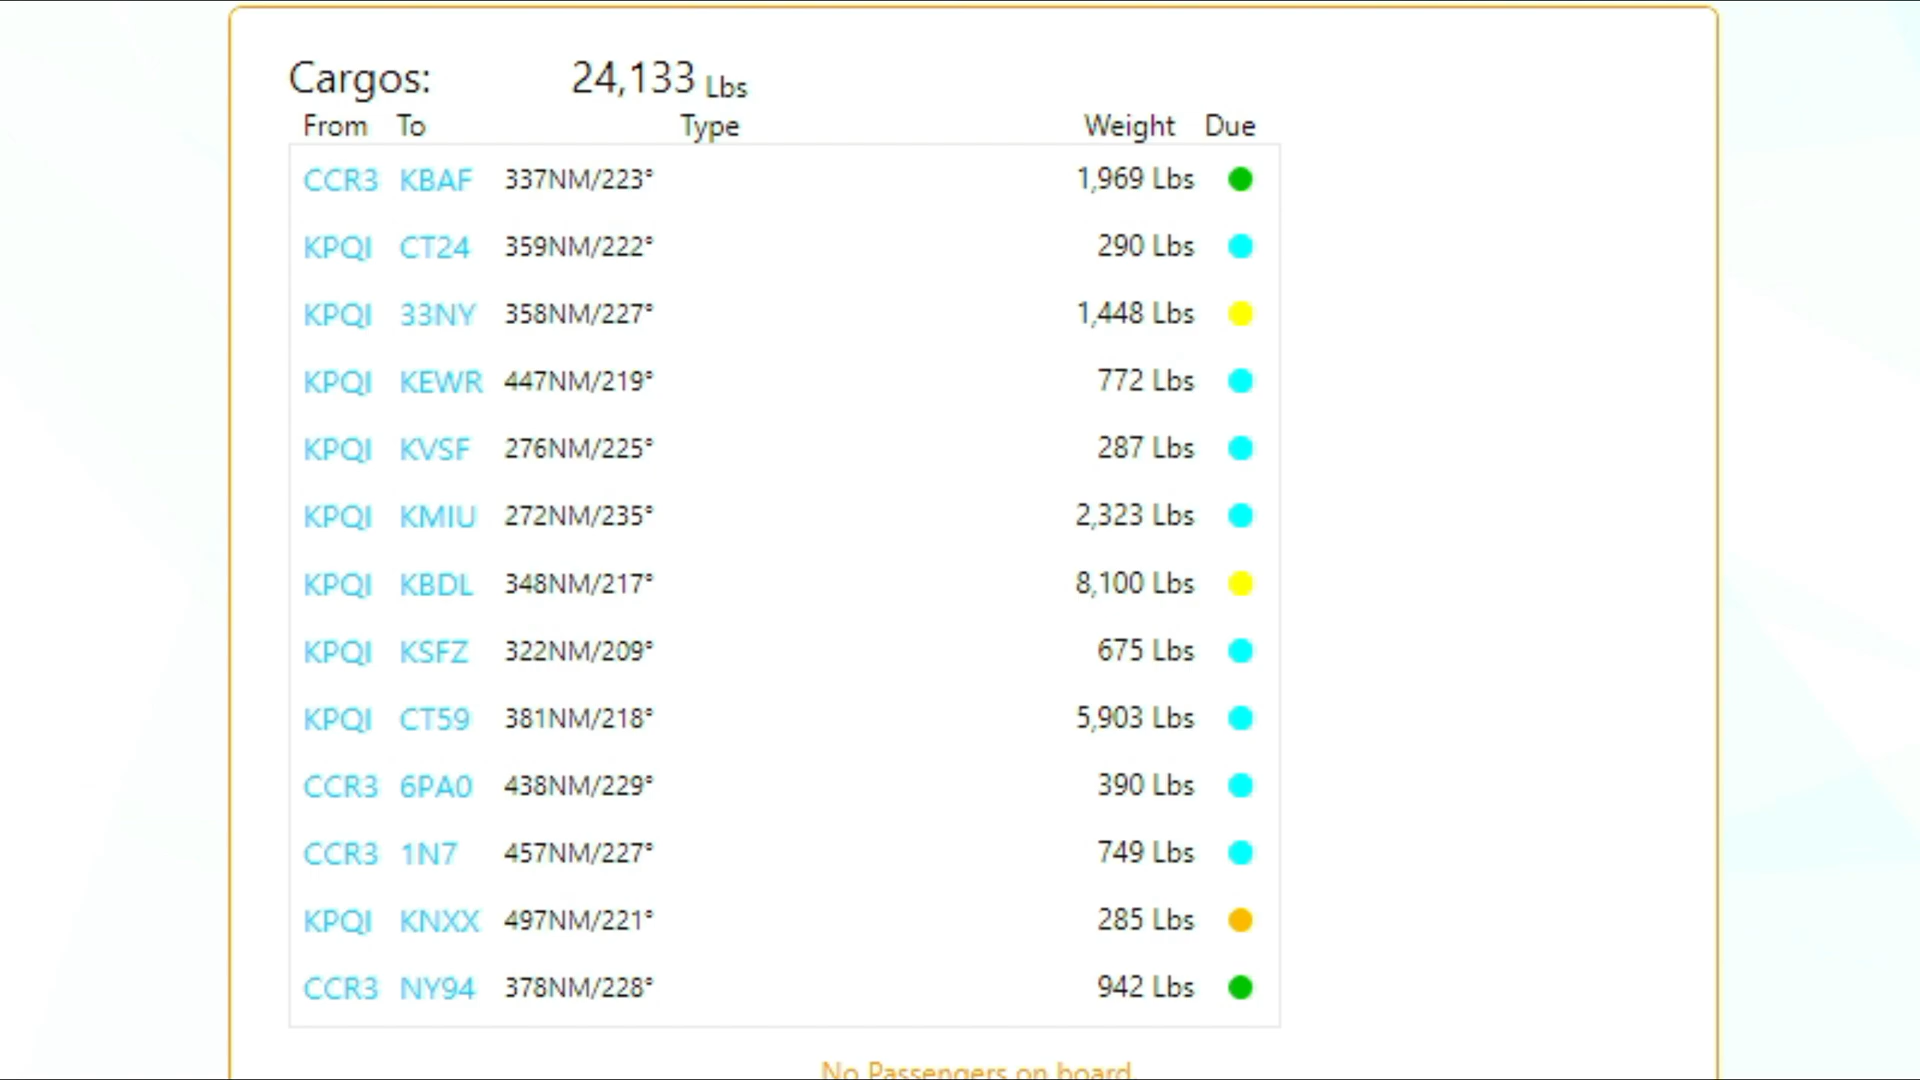 Cargos: 24,133 Lbs
From To Type Weight Due
CCR3 KBAF 337NM/223° 1,969 Lbs
KPQI CT24 359NM/222° 290 Lbs
KPQI 33NY 358NM/227° 1,448 Lbs
KPQI KEWR 447NM/219° 772 Lbs
KPQI KVSF 276NM/225° 287 Lbs
KPQI KMIU 272NM/235° 2,323 Lbs
KPQI KBDL 348NM/217° 8,100 Lbs
KPQI KSFZ 322NM/209° 675 Lbs
KPQI CT59 381NM/218° 5,903 Lbs
CCR3 6PA0 438NM/229° 390 Lbs
CCR3 1N7 457NM/227° 749 Lbs
KPQI KNXX 497NM/221° 285 Lbs
CCR3 NY94 378NM/228° 942 Lbs
No Passengers on board